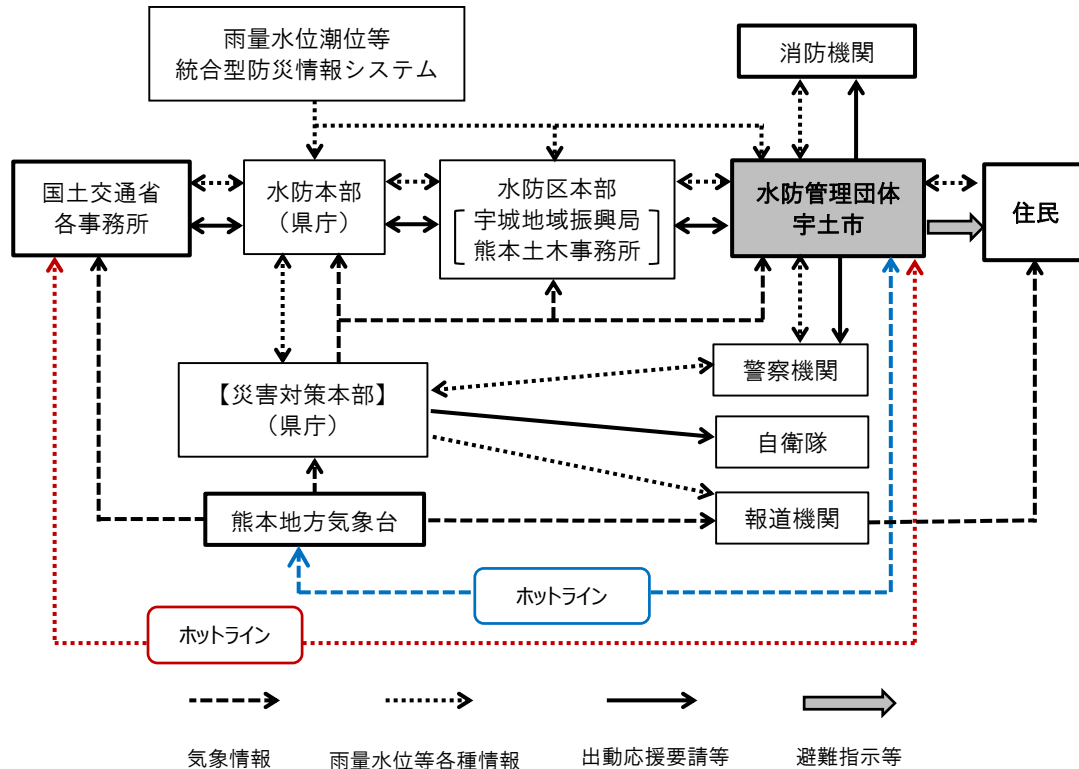 雨量水位潮位等
統合型防災情報システム
消防機関
国土交通省
各事務所
水防本部
（県庁）
水防区本部
宇城地域振興局
熊本土木事務所
水防管理団体
宇土市
住民
【災害対策本部】
（県庁）
警察機関
自衛隊
熊本地方気象台
報道機関
ホットライン
ホットライン
気象情報
雨量水位等各種情報
出動応援要請等
避難指示等